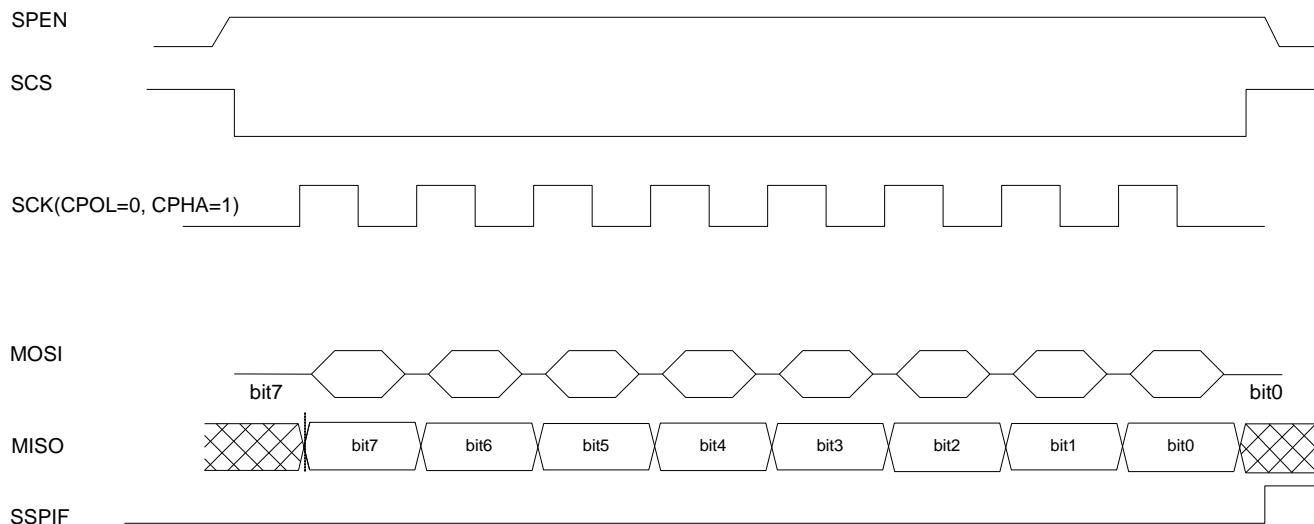 SPEN
SCS
SCK(CPOL=0, CPHA=1)
MOSI
bit7
bit0
MISO
bit7
bit6
bit5
bit4
bit3
bit2
bit1
bit0
SSPIF